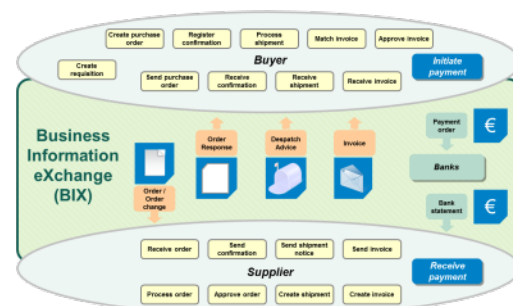 Create purchase
order
Register
confirmation
Process
shipment
Match invoice
Approve invoice
Create
requisition
Buyer
Initiate
payment
Send purchase
order
Receive
confirmation
Receive
shipment
Receive invoice
Business
Information
eXchange
(BIX)
Order
Response
Despatch
Advice
Invoice
Payment
order
€
Order /
Order
change
Banks
Bank
statement
€
Receive order
Send
confirmation
Send shipment
notice
Send invoice
Supplier
Receive
payment
Process order
Approve order
Create shipment
Create invoice